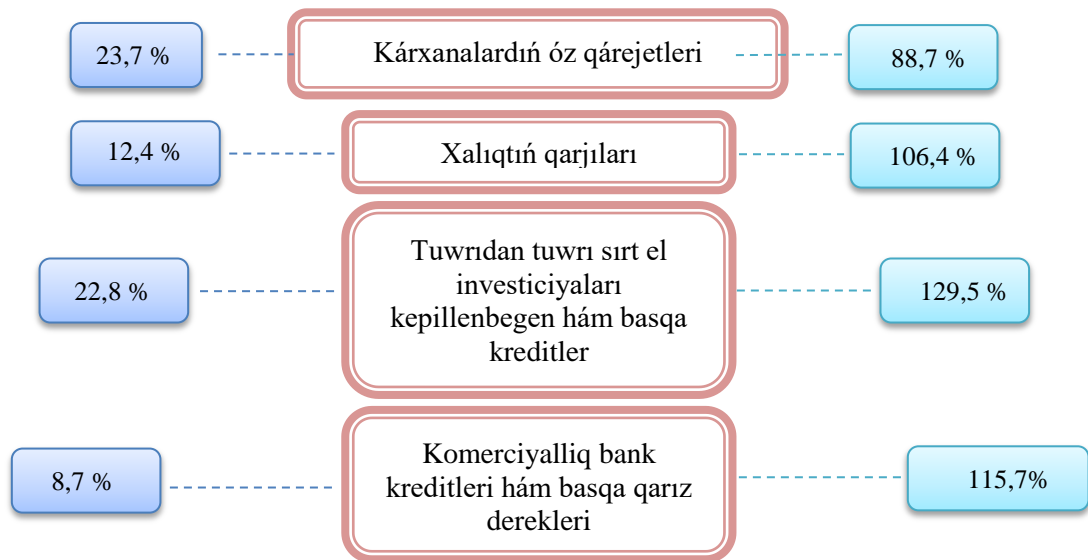 23,7 %
Kárxanalardıń óz qárejetleri
88,7 %
12,4 %
Xalıqtıń qarjıları
106,4 %
22,8 %
Tuwrıdan tuwrı sırt el
investiciyaları
kepillenbegen hám basqa
kreditler
129,5 %
8,7 %
Komerciyalliq bank
kreditleri hám basqa qarız
derekleri
115,7%